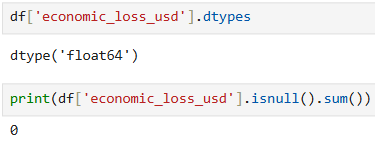 df['economic_loss_usd'].dtypes
dtype('float64')
print(df['economic_loss_usd'].isnull().sum())
0